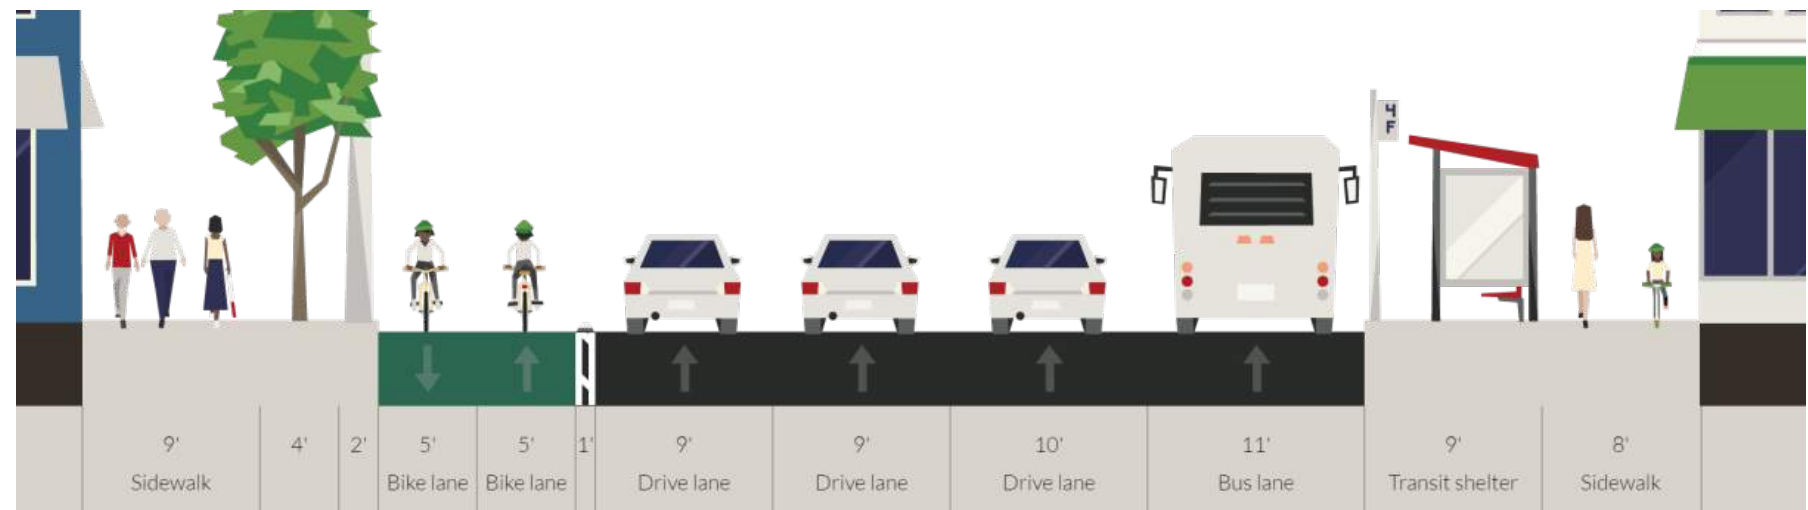 4
F
9' 4' 2' 5' 5' 1' 9' 9' 10' 11' 9' 8'
Sidewalk Bike lane Bike lane Drive lane Drive lane Drive lane Bus lane Transit shelter Sidewalk